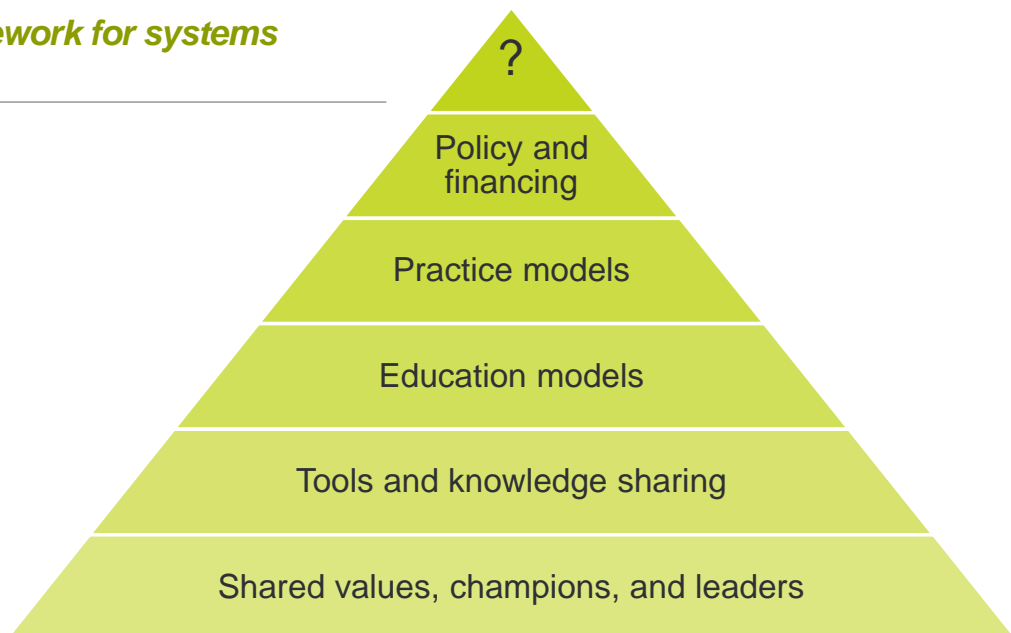 ework for systems
?
Policy and
financing
Practice models
Education models
Tools and knowledge sharing
Shared values, champions, and leaders